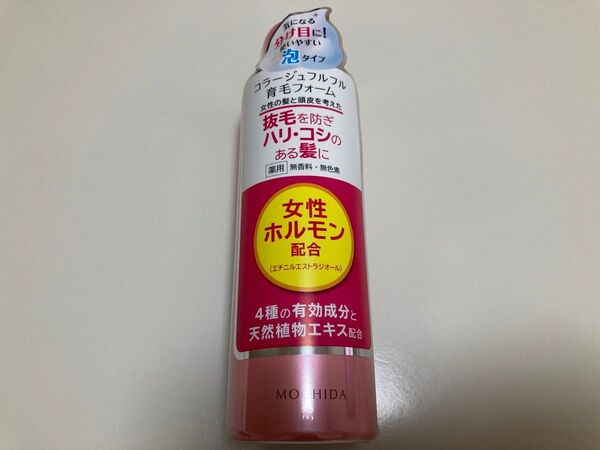 気になる
分け目に!
使いやすい
泡タイプ
コラージュフルフル
育毛フォーム
女性の髪と頭皮を考えた
抜毛を防ぎ
ハリ・コシの
ある髪に
薬用 無香料・無色素
女性
ホルモン
配合
(エチニルエストラジオール)
4種の有効成分と
天然植物エキス配合
MOCHIDA